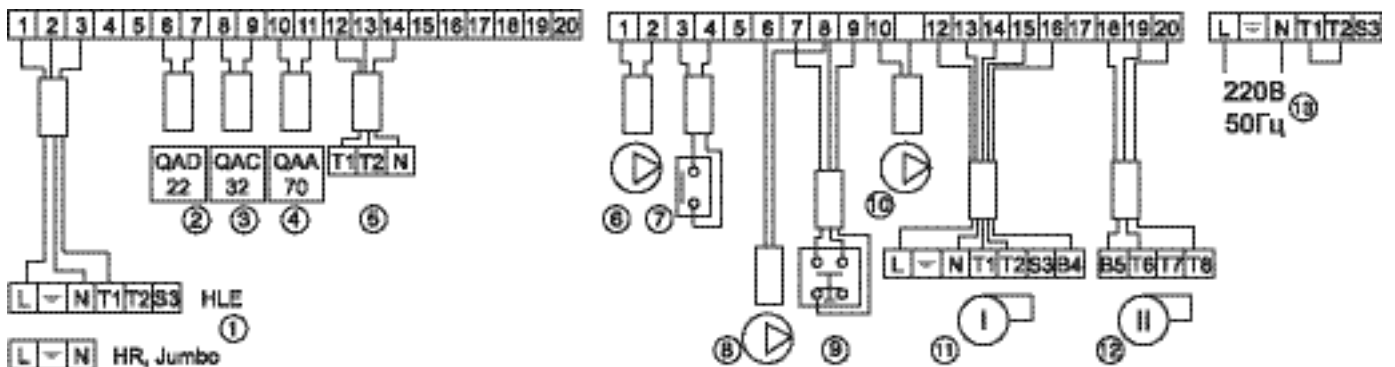 1 2 3 4 5 6 7 8 9 10 11 12 13 14 15 16 17 18 19 20
QAD 22 QAC 32 QAA 70
② ③ ④
T1 T2 N
⑤
L N T1 T2 S3 HLE
①
L N HR, Jumbo
1 2 3 4 5 6 7 8 9 10 12 13 14 15 16 17 18 19 20
⑥ ⑦
⑩
L N T1 T2 S3 B4
B5 T6 T7 T8
I
II
⑧ ⑨ ⑪ ⑫
L N T1 T2 S3
220В
50Гц
⑬